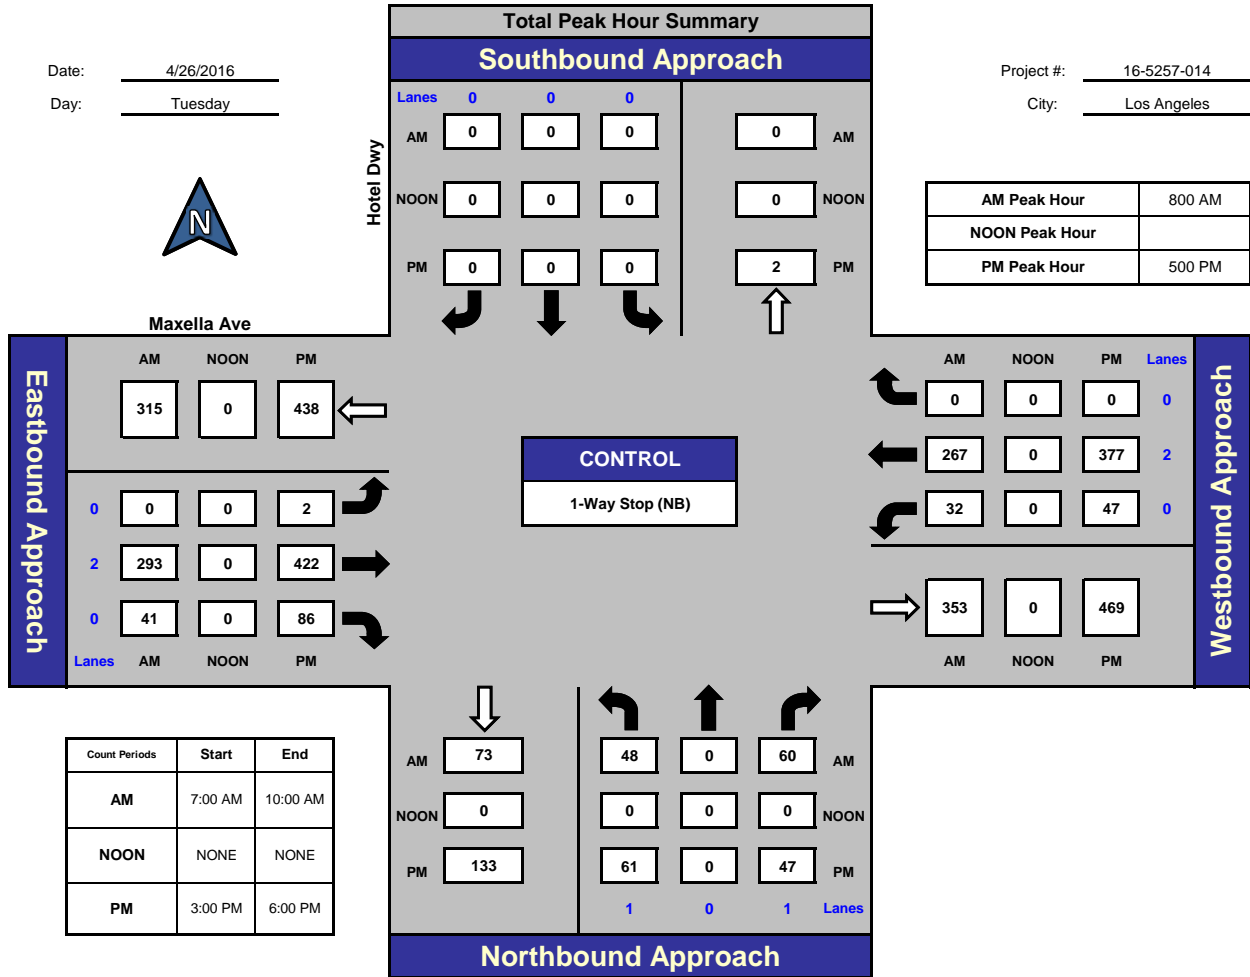 Total Peak Hour Summary
Southbound Approach
Date: 4/26/2016
Day: Tuesday
Project #: 16-5257-014
City: Los Angeles
N
Hotel Dwy
Lanes 0 0 0
AM 0 0 0 0 AM
NOON 0 0 0 0 NOON
PM 0 0 0 2 PM
AM Peak Hour 800 AM
NOON Peak Hour
PM Peak Hour 500 PM
Maxella Ave
Eastbound Approach
AM NOON PM
315 0 438
0 0 0 2
2 293 0 422
0 41 0 86
Lanes AM NOON PM
CONTROL
1-Way Stop (NB)
AM NOON PM Lanes
0 0 0 0
267 0 377 2
32 0 47 0
353 0 469
AM NOON PM
Westbound Approach
Count Periods Start End
AM 7:00 AM 10:00 AM
NOON NONE NONE
PM 3:00 PM 6:00 PM
AM 73 48 0 60 AM
NOON 0 0 0 0 NOON
PM 133 61 0 47 PM
1 0 1 Lanes
Northbound Approach